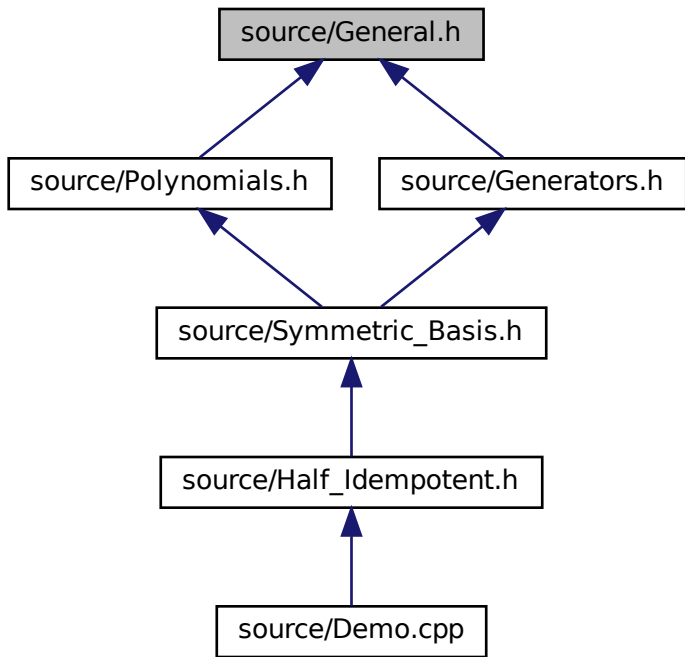 source/General.h
source/Polynomials.h
source/Generators.h
source/Symmetric_Basis.h
source/Half_Idempotent.h
source/Demo.cpp